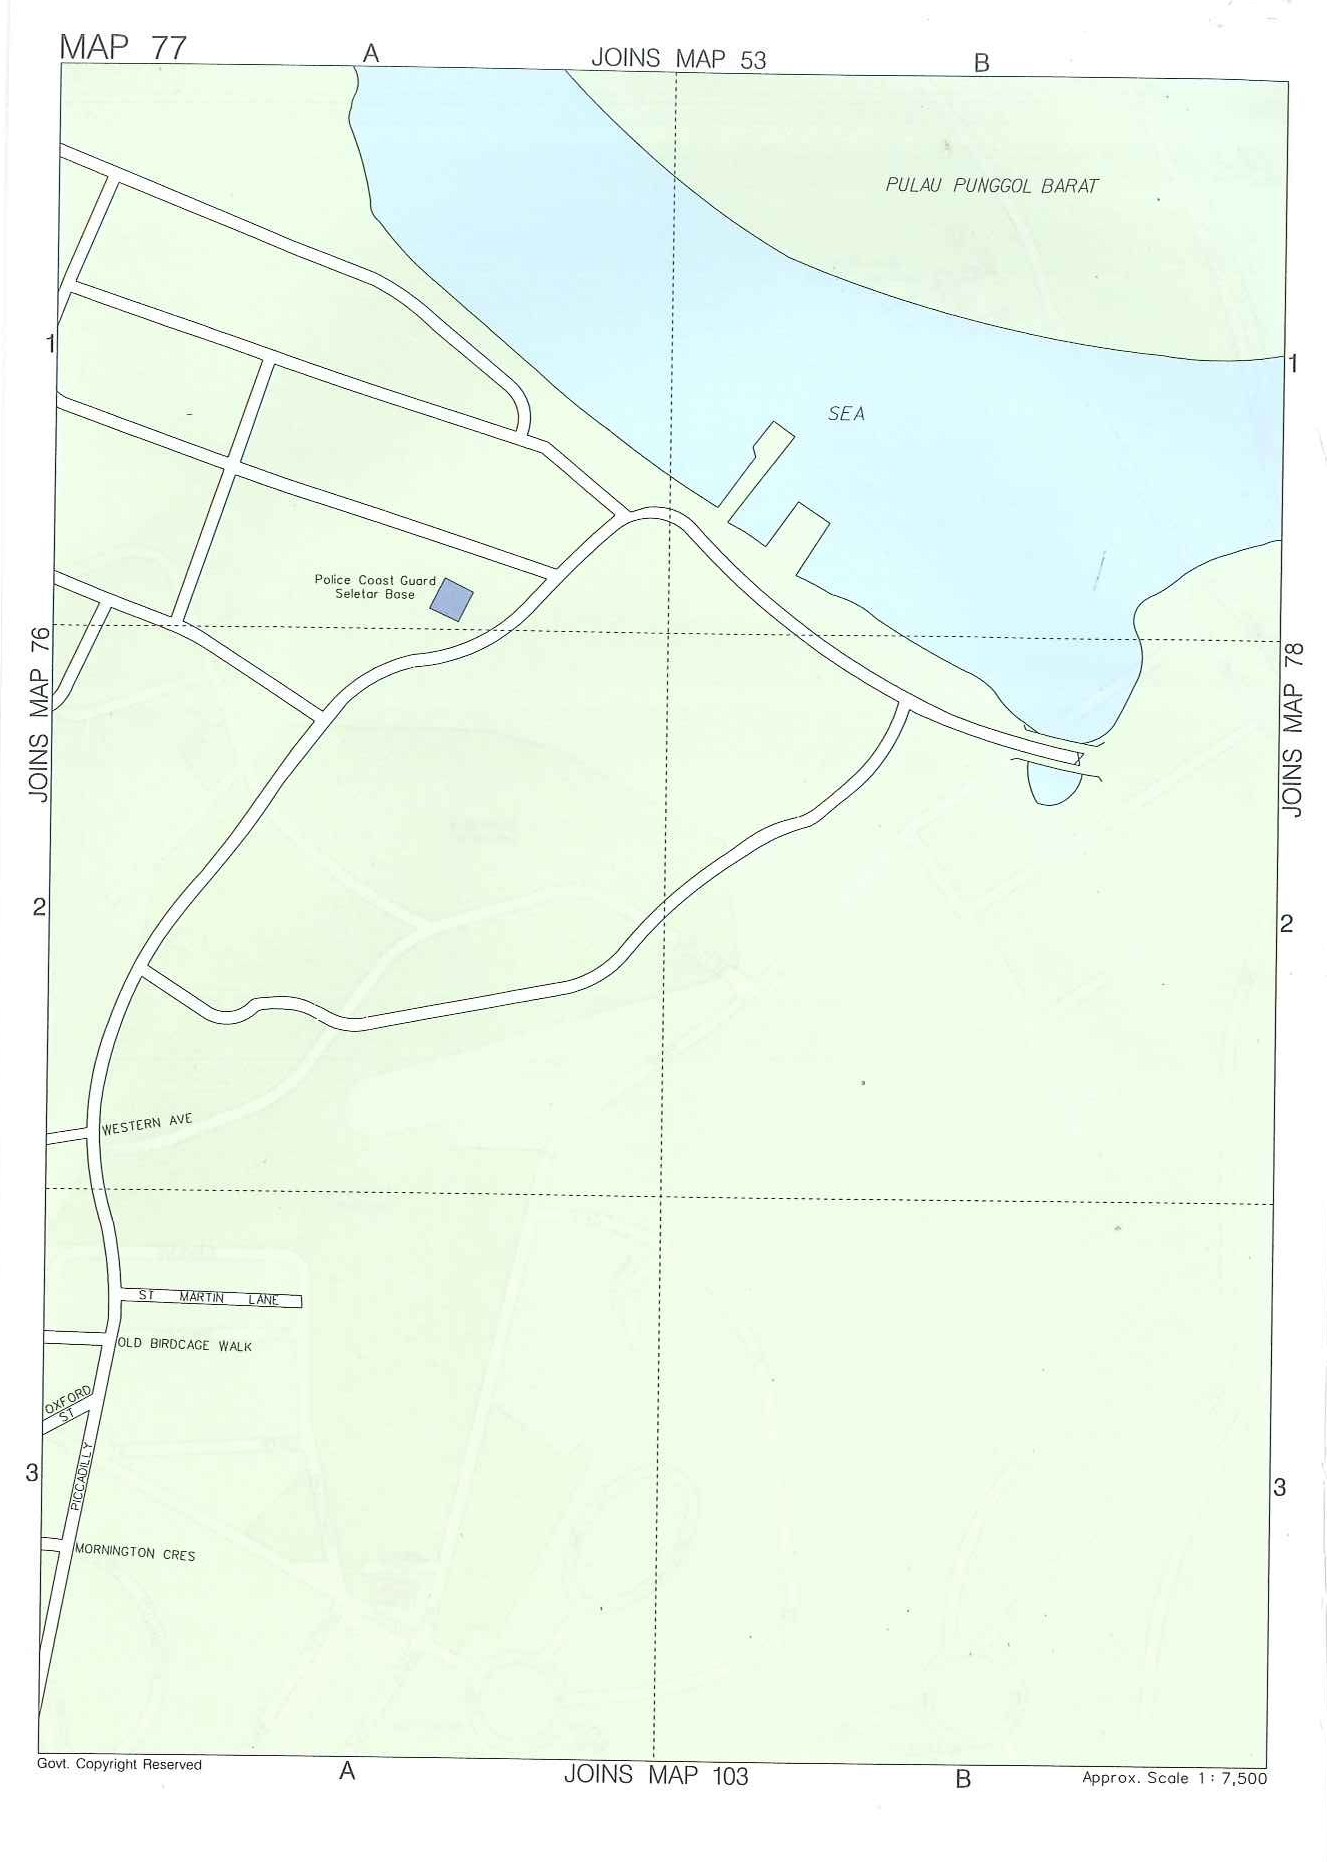 MAP 77
A
JOINS MAP 53
B
PULAU PUNGGOL BARAT
1
1
SEA
Police Coast Guard
Seletar Base
JOINS MAP 76
JOINS MAP 78
2
2
WESTERN AVE
ST MARTIN LANE
OLD BIRDCAGE WALK
OXFORD
ST
PICCADILLY
3
3
MORNINGTON CRES
Govt. Copyright Reserved
A
JOINS MAP 103
B
Approx. Scale 1 : 7,500